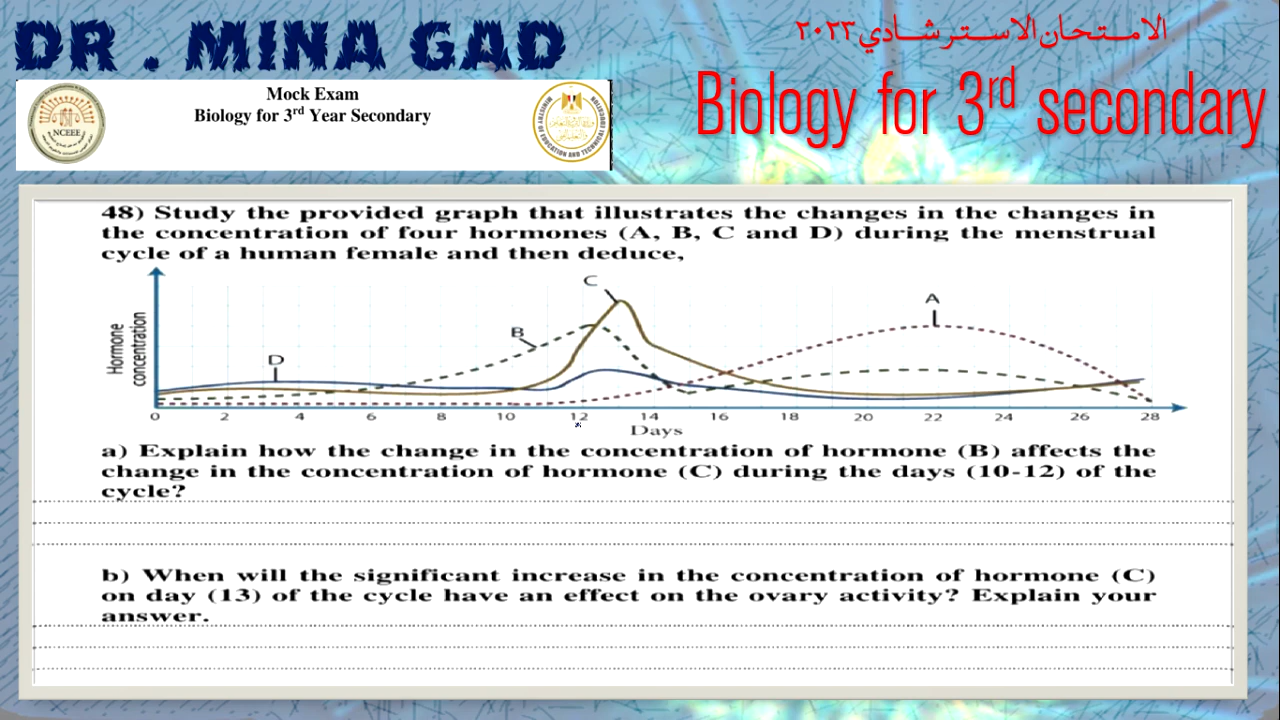 DR . MINA GAD
الامتحان الاسترشادي ٢٠٢٣
Biology for 3rd secondary
Mock Exam
Biology for 3rd Year Secondary
NCEEE
48) Study the provided graph that illustrates the changes in the changes in
the concentration of four hormones (A, B, C and D) during the menstrual
cycle of a human female and then deduce,
Hormone
concentration
C
A
B
D
0 2 4 6 8 10 12 14 16 18 20 22 24 26 28
Days
a) Explain how the change in the concentration of hormone (B) affects the
change in the concentration of hormone (C) during the days (10-12) of the
cycle?
b) When will the significant increase in the concentration of hormone (C)
on day (13) of the cycle have an effect on the ovary activity? Explain your
answer.